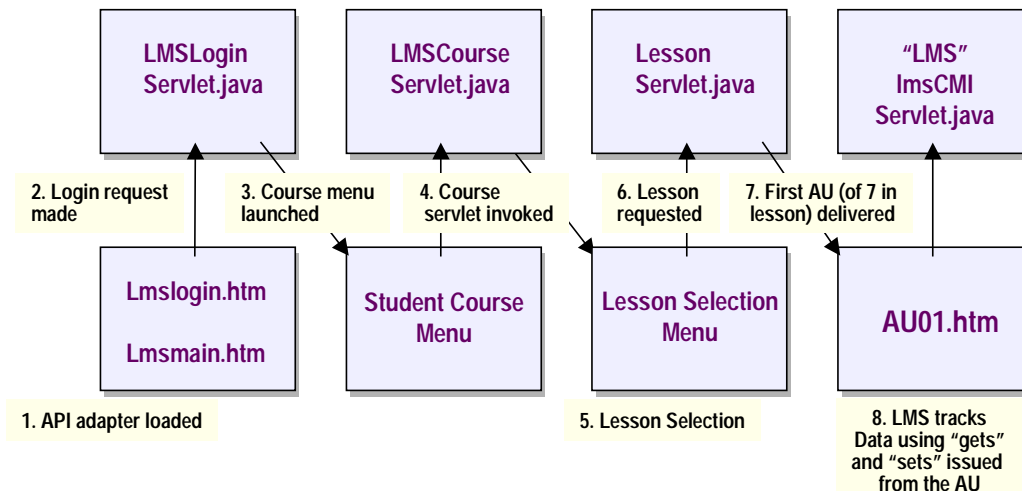 LMSLogin
Servlet.java
LMSCourse
Servlet.java
Lesson
Servlet.java
“LMS”
lmsCMI
Servlet.java
2. Login request
made
3. Course menu
launched
4. Course
servlet invoked
6. Lesson
requested
7. First AU (of 7 in
lesson) delivered
Lmslogin.htm
Lmsmain.htm
Student Course
Menu
Lesson Selection
Menu
AU01.htm
1. API adapter loaded
5. Lesson Selection
8. LMS tracks
Data using “gets”
and “sets” issued
from the AU